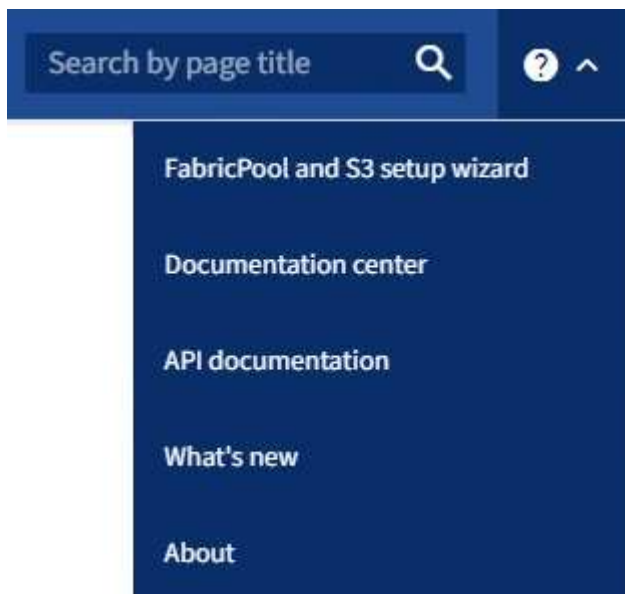 Search by page title
FabricPool and S3 setup wizard
Documentation center
API documentation
What's new
About